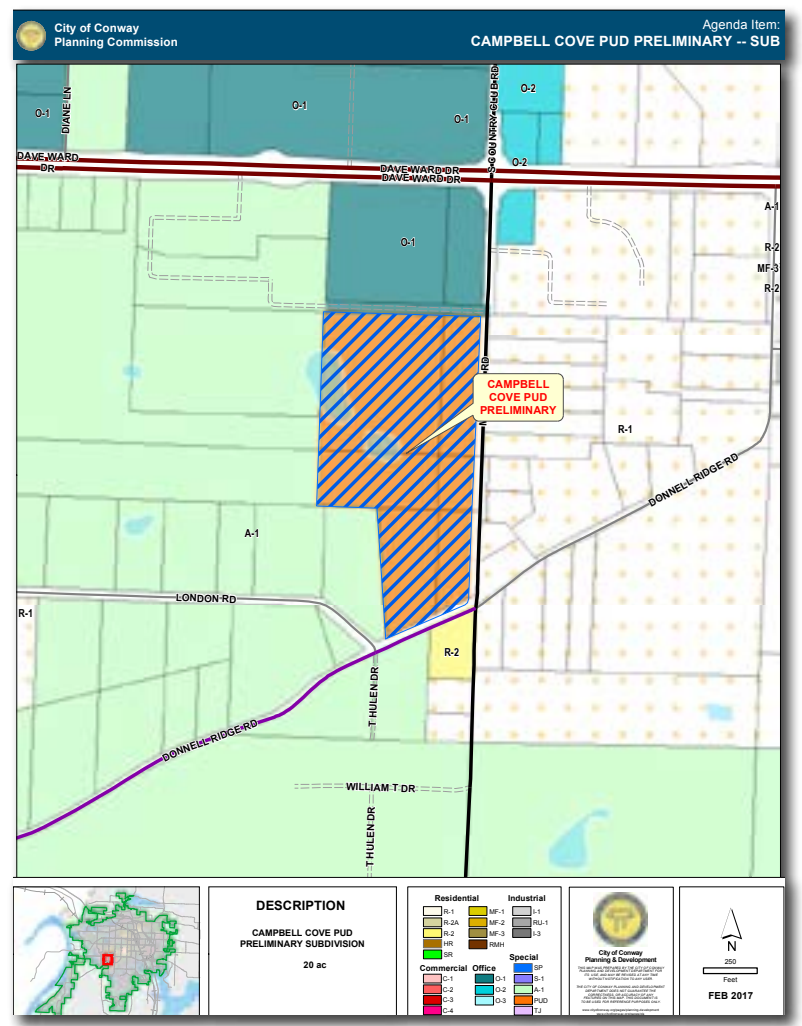 City of Conway
Planning Commission
Agenda Item:
CAMPBELL COVE PUD PRELIMINARY -- SUB
O-1
DIANE LN
O-1
O-1
S COUNTRY CLUB RD
O-2
O-2
DAVE WARD
DR
DAVE WARD DR
DAVE WARD DR
A-1
R-2
MF-3
R-2
O-1
RD
CAMPBELL
COVE PUD
PRELIMINARY
R-1
DONNELL RIDGE RD
A-1
LONDON RD
R-1
R-2
T HULEN DR
DONNELL RIDGE RD
WILLIAM T DR
T HULEN DR
DESCRIPTION
CAMPBELL COVE PUD
PRELIMINARY SUBDIVISION
20 ac
Residential
R-1
R-2A
R-2
HR
SR
MF-1
MF-2
MF-3
RMH
Industrial
I-1
RU-1
I-3
Commercial
C-1
C-2
C-3
C-4
Office
O-1
O-2
O-3
Special
SP
S-1
A-1
PUD
TJ
City of Conway
Planning & Development
N
250
Feet
FEB 2017